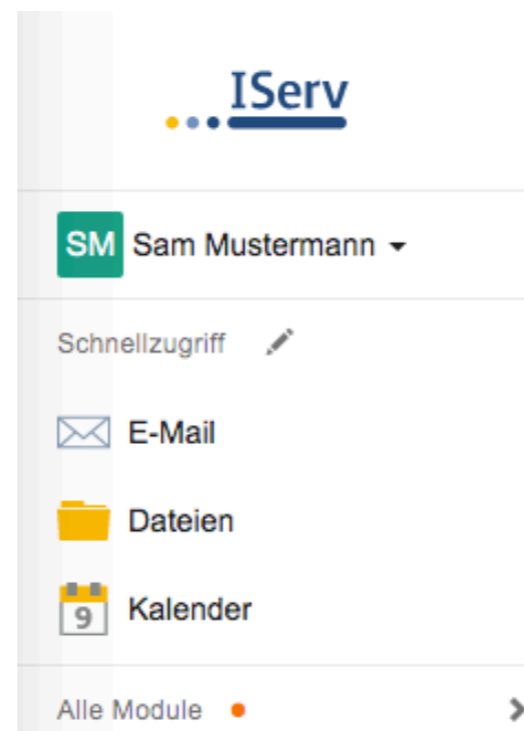 IServ
SM Sam Mustermann
Schnellzugriff
E-Mail
Dateien
9 Kalender
Alle Module